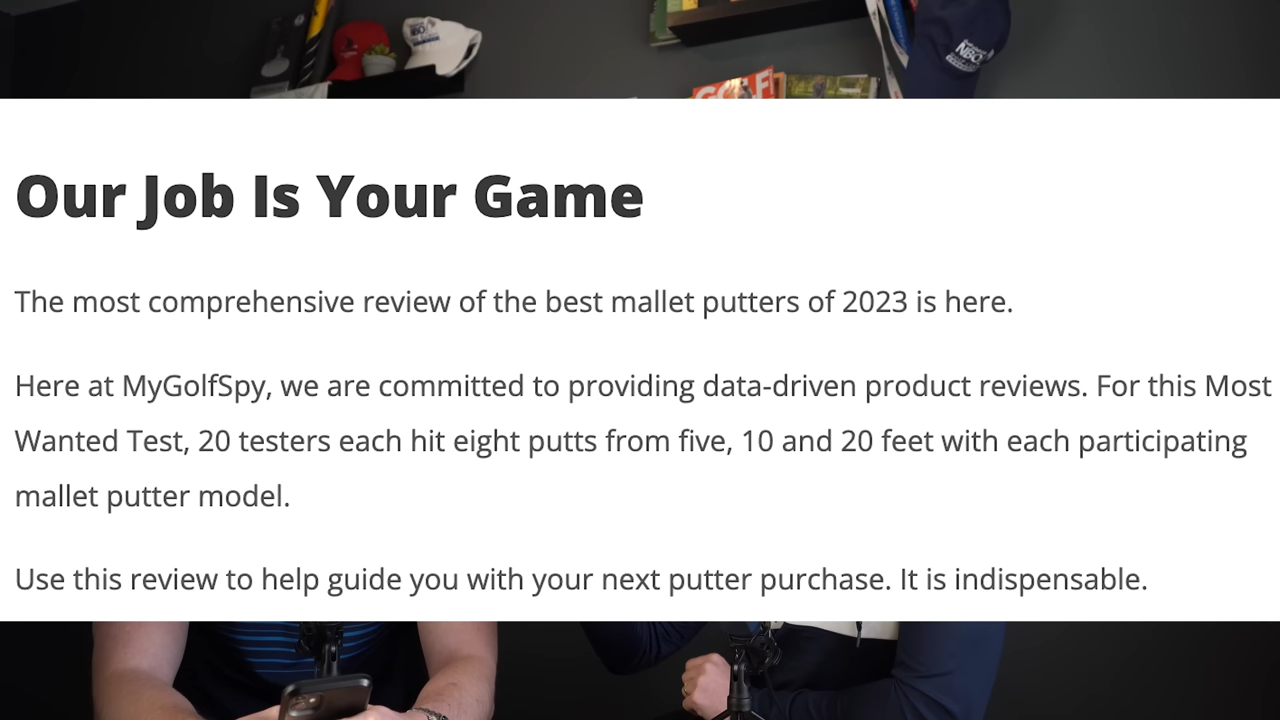 NBO
NBO
GOLF
Our Job Is Your Game
The most comprehensive review of the best mallet putters of 2023 is here.
Here at MyGolfSpy, we are committed to providing data-driven product reviews. For this Most
Wanted Test, 20 testers each hit eight putts from five, 10 and 20 feet with each participating
mallet putter model.
Use this review to help guide you with your next putter purchase. It is indispensable.